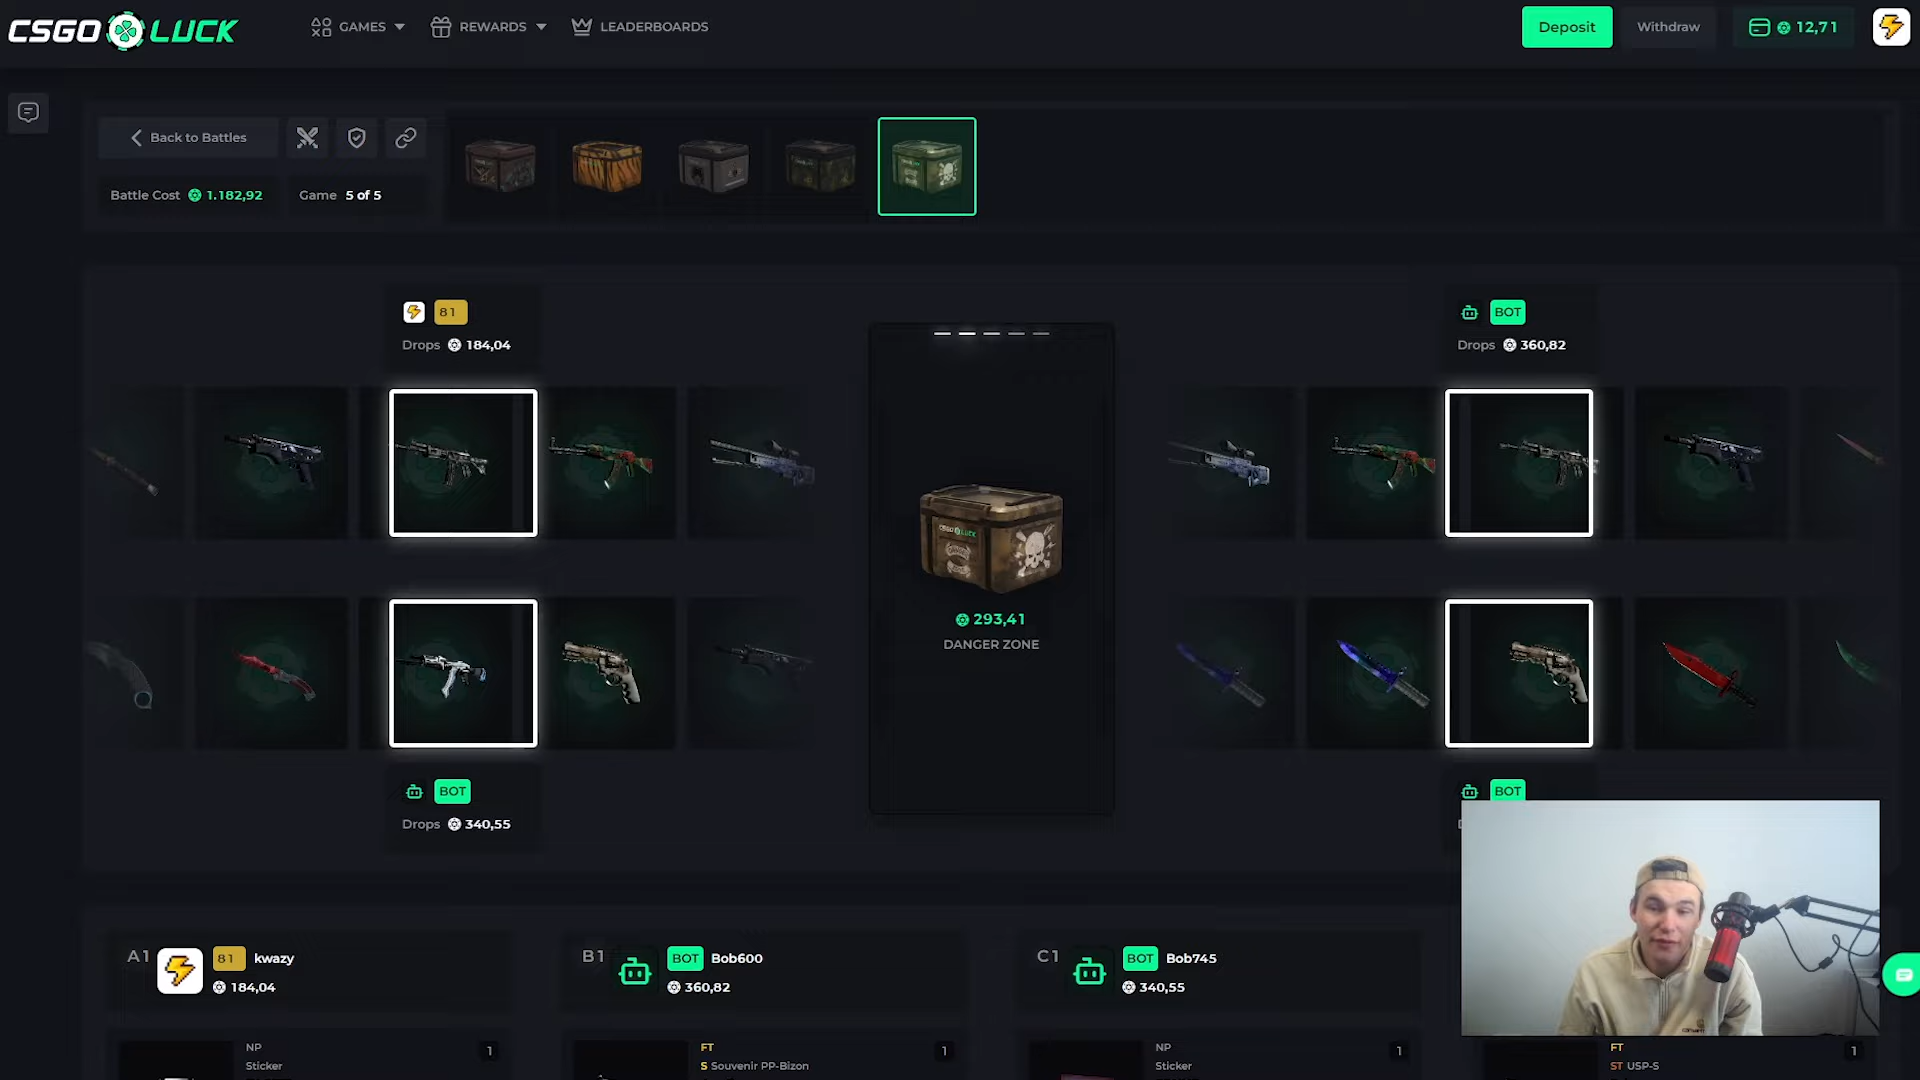 CSGO LUCK
GAMES
REWARDS
LEADERBOARDS
Deposit
Withdraw
12,71
Back to Battles
Battle Cost 1.182,92
Game 5 of 5
81
Drops 184,04
BOT
Drops 360,82
CSGO LUCK
293,41
DANGER ZONE
BOT
Drops 340,55
BOT
A1 81 kwazy
184,04
B1 BOT Bob600
360,82
C1 BOT Bob745
340,55
NP
Sticker
1
FT
S Souvenir PP-Bizon
1
NP
Sticker
1
FT
ST USP-S
1